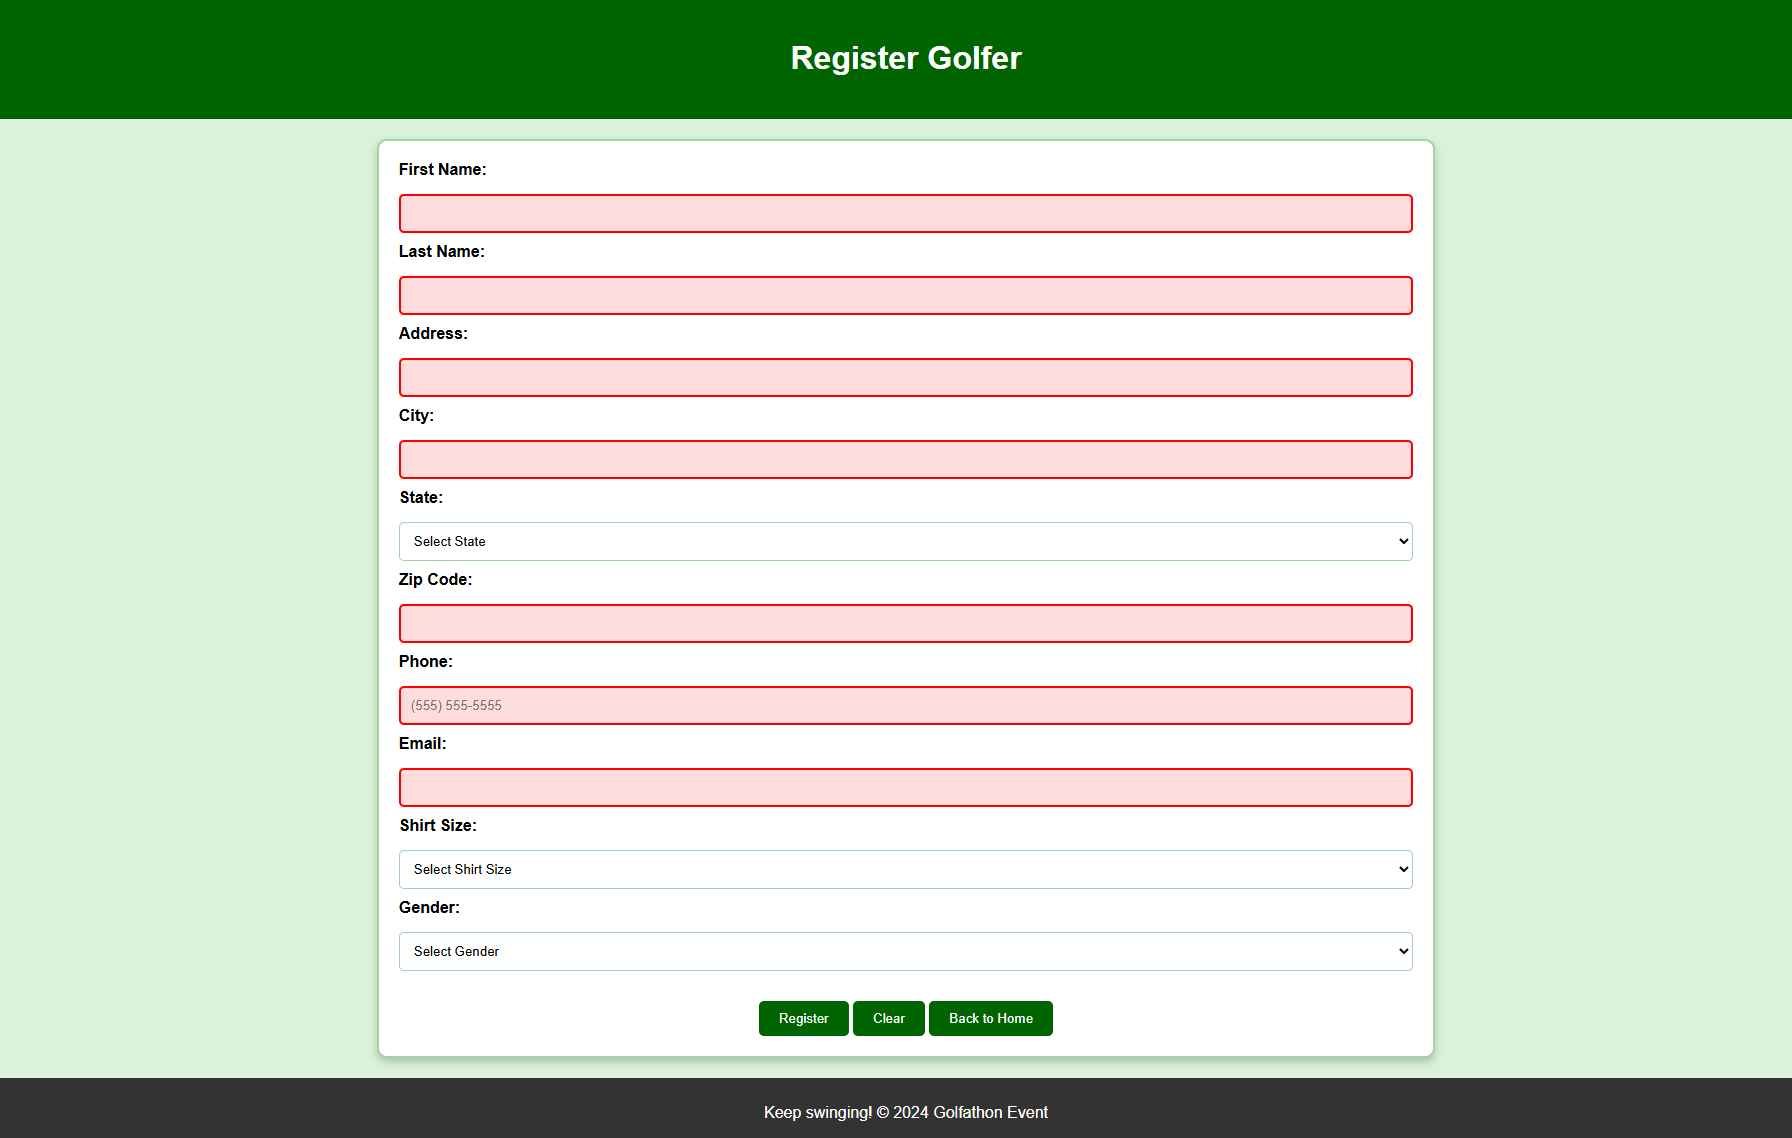 Register Golfer
First Name:
Last Name:
Address:
City:
State:
Select State
Zip Code:
Phone:
(555) 555-5555
Email:
Shirt Size:
Select Shirt Size
Gender:
Select Gender
Register Clear Back to Home
Keep swinging! © 2024 Golfathon Event